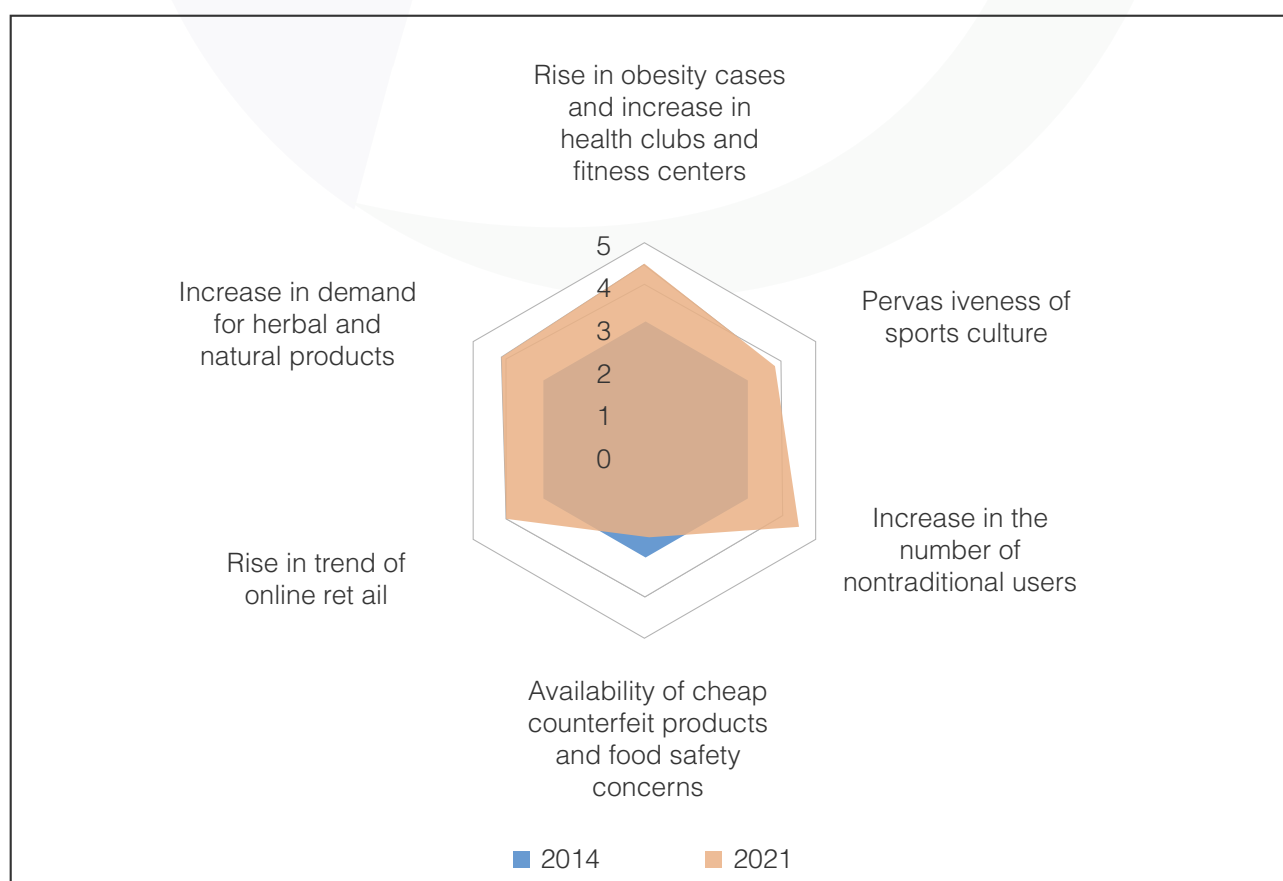 Rise in obesity cases
and increase in
health clubs and
fitness centers
5
4
3
2
1
0
Increase in demand
for herbal and
natural products
Pervas iveness of
sports culture
Rise in trend of
online ret ail
Increase in the
number of
nontraditional users
Availability of cheap
counterfeit products
and food safety
concerns
2014
2021